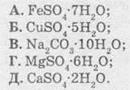 А. FeSO₄·7H₂O;
Б. CuSO₄·5H₂O;
В. Na₂CO₃·10H₂O;
Г. MgSO₄·6H₂O;
Д. CaSO₄·2H₂O.